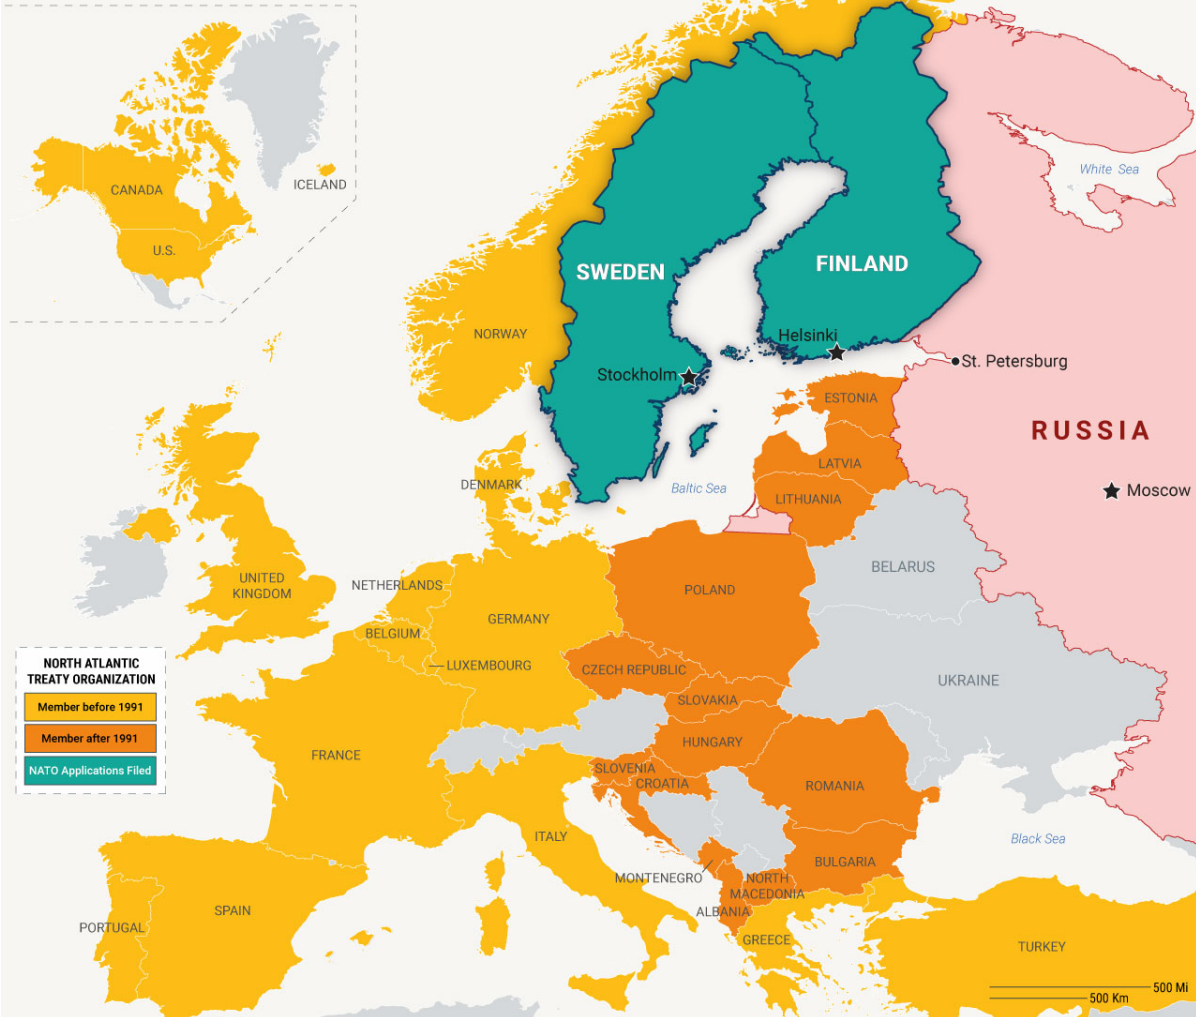 CANADA
ICELAND
U.S.
White Sea
SWEDEN
FINLAND
NORWAY
Helsinki
St. Petersburg
Stockholm
ESTONIA
RUSSIA
LATVIA
DENMARK
Baltic Sea
LITHUANIA
Moscow
BELARUS
UNITED
KINGDOM
NETHERLANDS
POLAND
GERMANY
BELGIUM
LUXEMBOURG
CZECH REPUBLIC
UKRAINE
SLOVAKIA
NORTH ATLANTIC
TREATY ORGANIZATION
Member before 1991
Member after 1991
NATO Applications Filed
FRANCE
HUNGARY
SLOVENIA
CROATIA
ROMANIA
ITALY
Black Sea
BULGARIA
MONTENEGRO
NORTH
MACEDONIA
ALBANIA
SPAIN
PORTUGAL
GREECE
TURKEY
500 Mi
500 Km